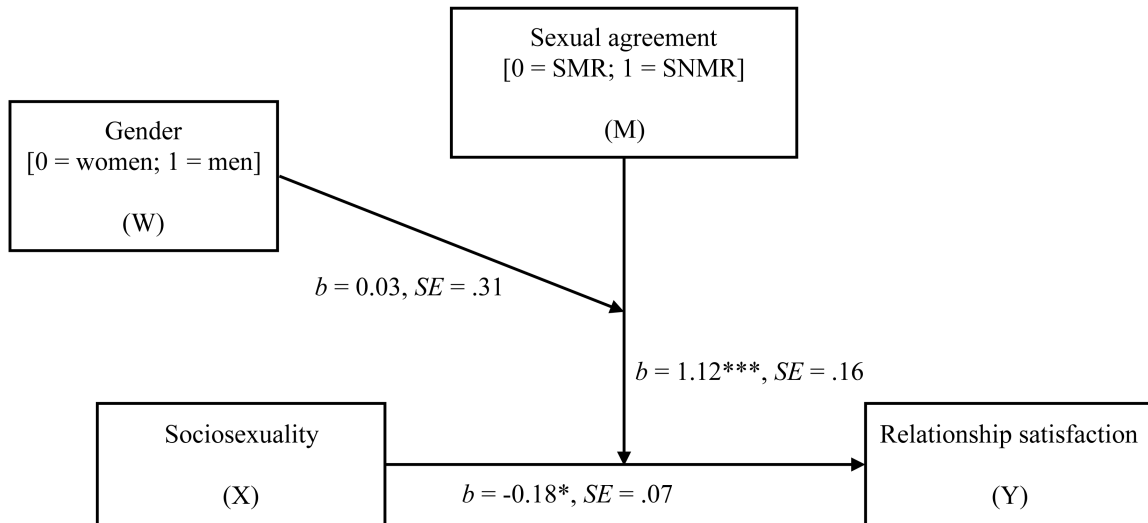 Sexual agreement
[0 = SMR; 1 = SNMR]
(M)
Gender
[0 = women; 1 = men]
(W)
b = 0.03, SE = .31
b = 1.12***, SE = .16
Sociosexuality
(X)
b = -0.18*, SE = .07
Relationship satisfaction
(Y)